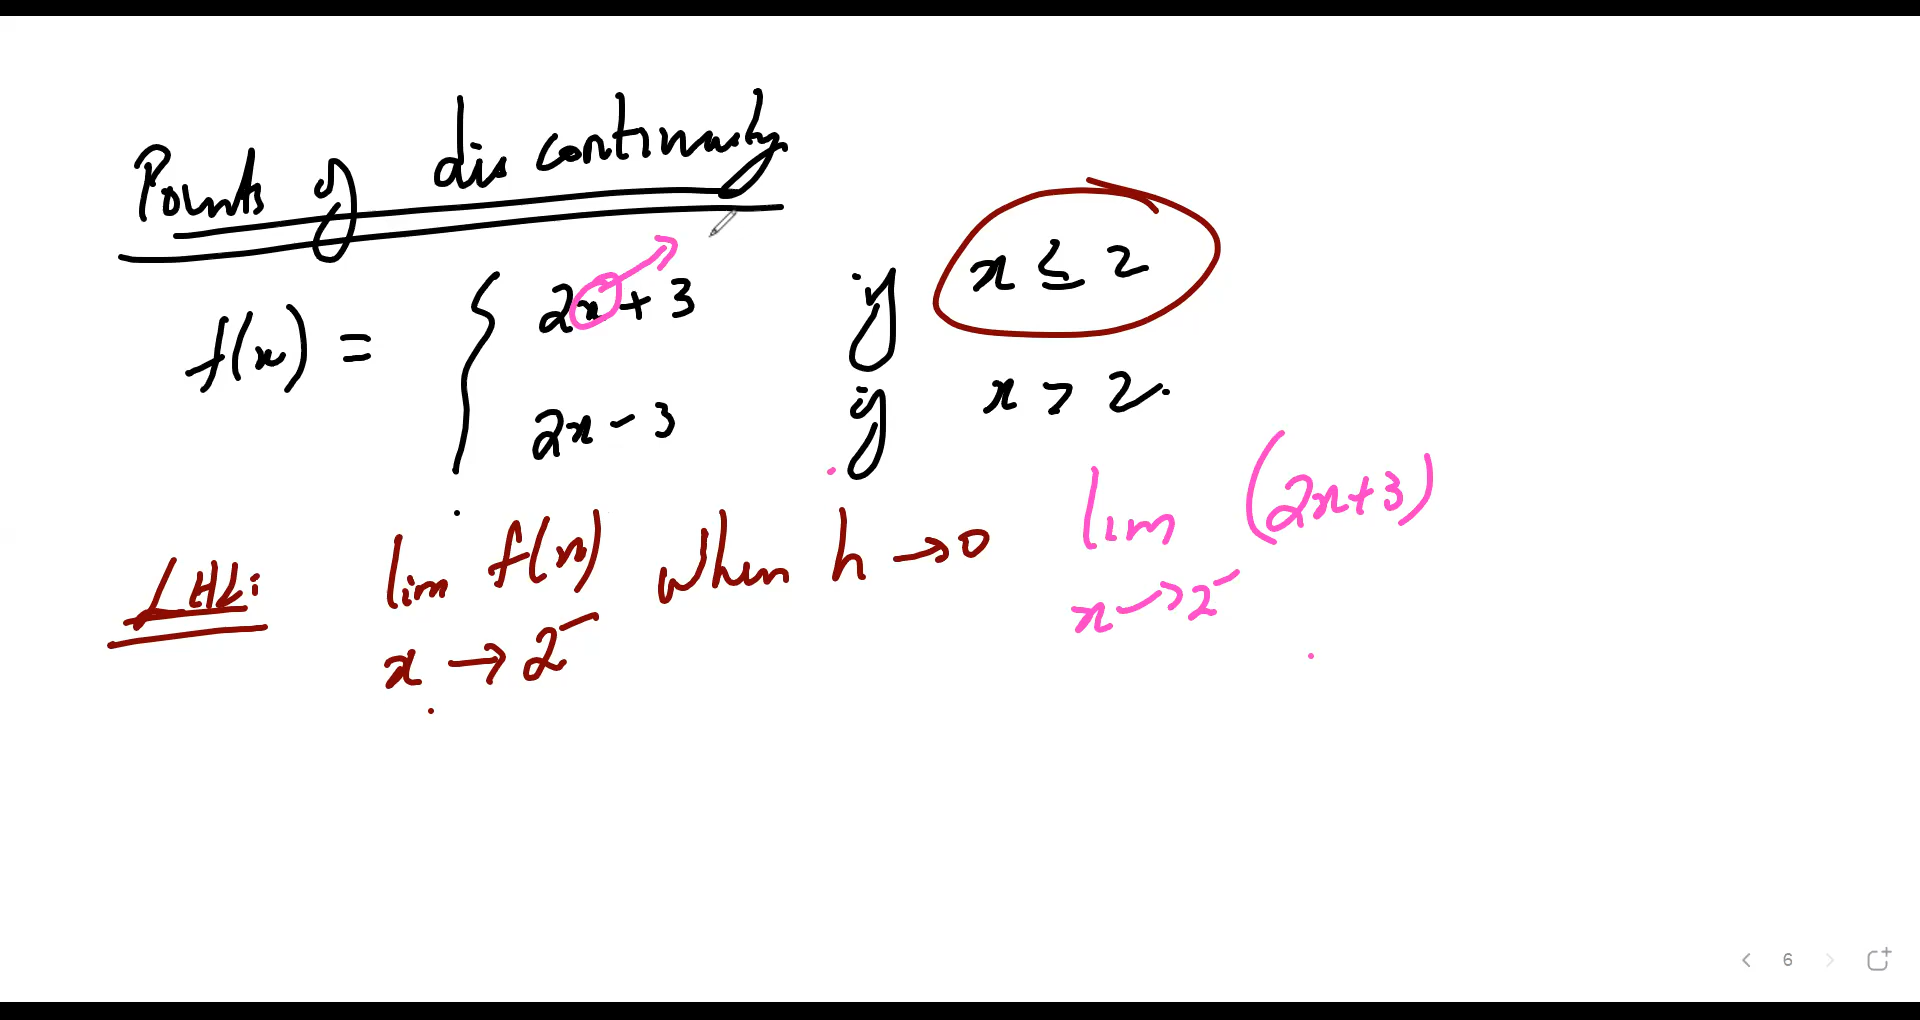 Points of discontinuity
f(x) = { 2x + 3 if x ≤ 2
2x - 3 if x > 2.
LHL: lim f(x) when h → 0
x → 2⁻
lim (2x+3)
x → 2⁻
6